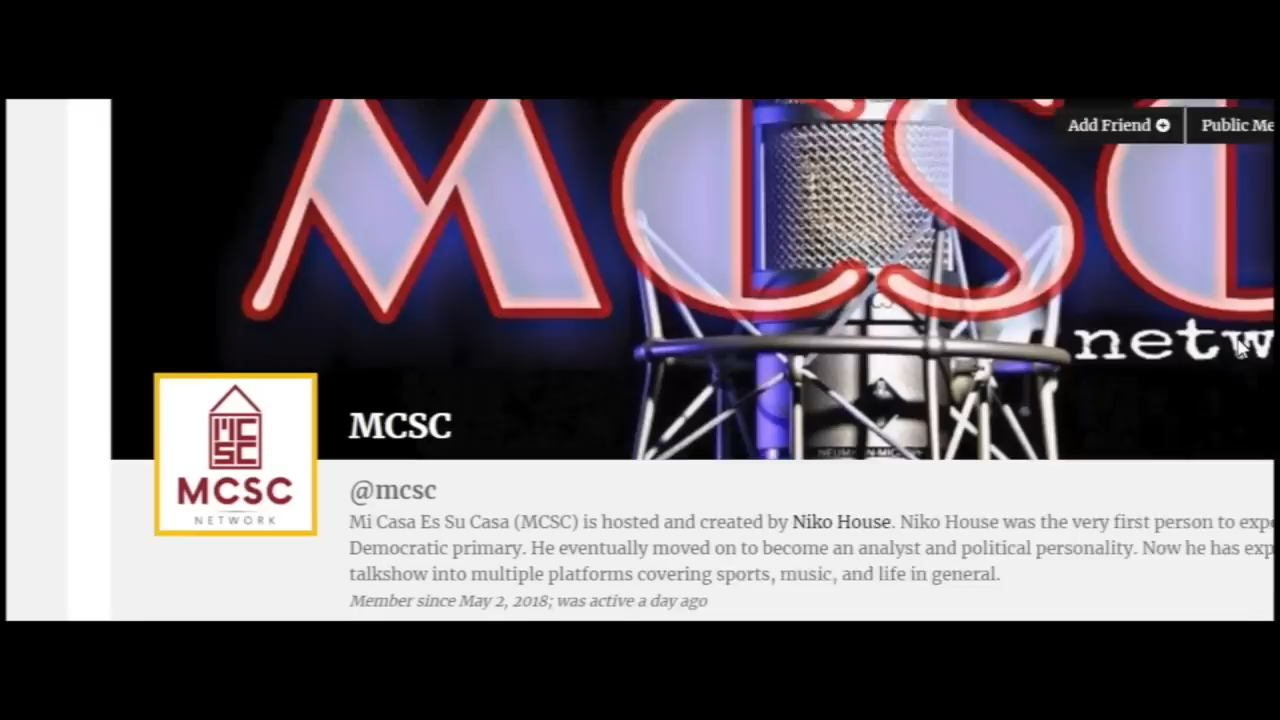 MCSC
Add Friend
Public Me
netw
MCSC
MCSC
MCSC
NETWORK
@mcsc
Mi Casa Es Su Casa (MCSC) is hosted and created by Niko House. Niko House was the very first person to exp
Democratic primary. He eventually moved on to become an analyst and political personality. Now he has exp
talkshow into multiple platforms covering sports, music, and life in general.
Member since May 2, 2018; was active a day ago